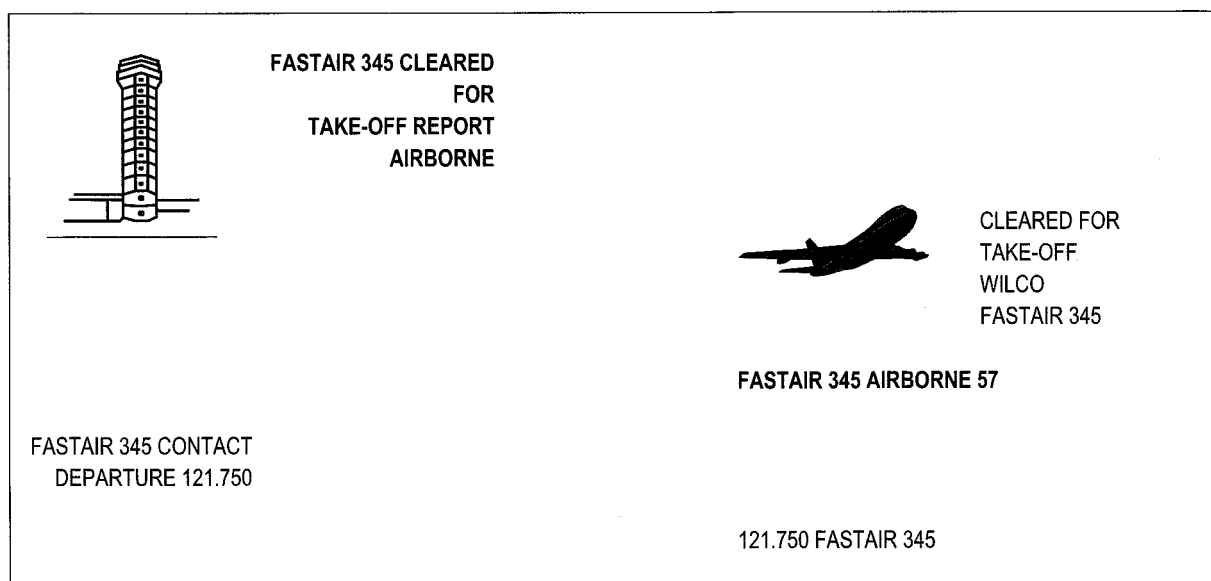 FASTAIR 345 CLEARED
FOR
TAKE-OFF REPORT
AIRBORNE
CLEARED FOR
TAKE-OFF
WILCO
FASTAIR 345
FASTAIR 345 AIRBORNE 57
FASTAIR 345 CONTACT
DEPARTURE 121.750
121.750 FASTAIR 345